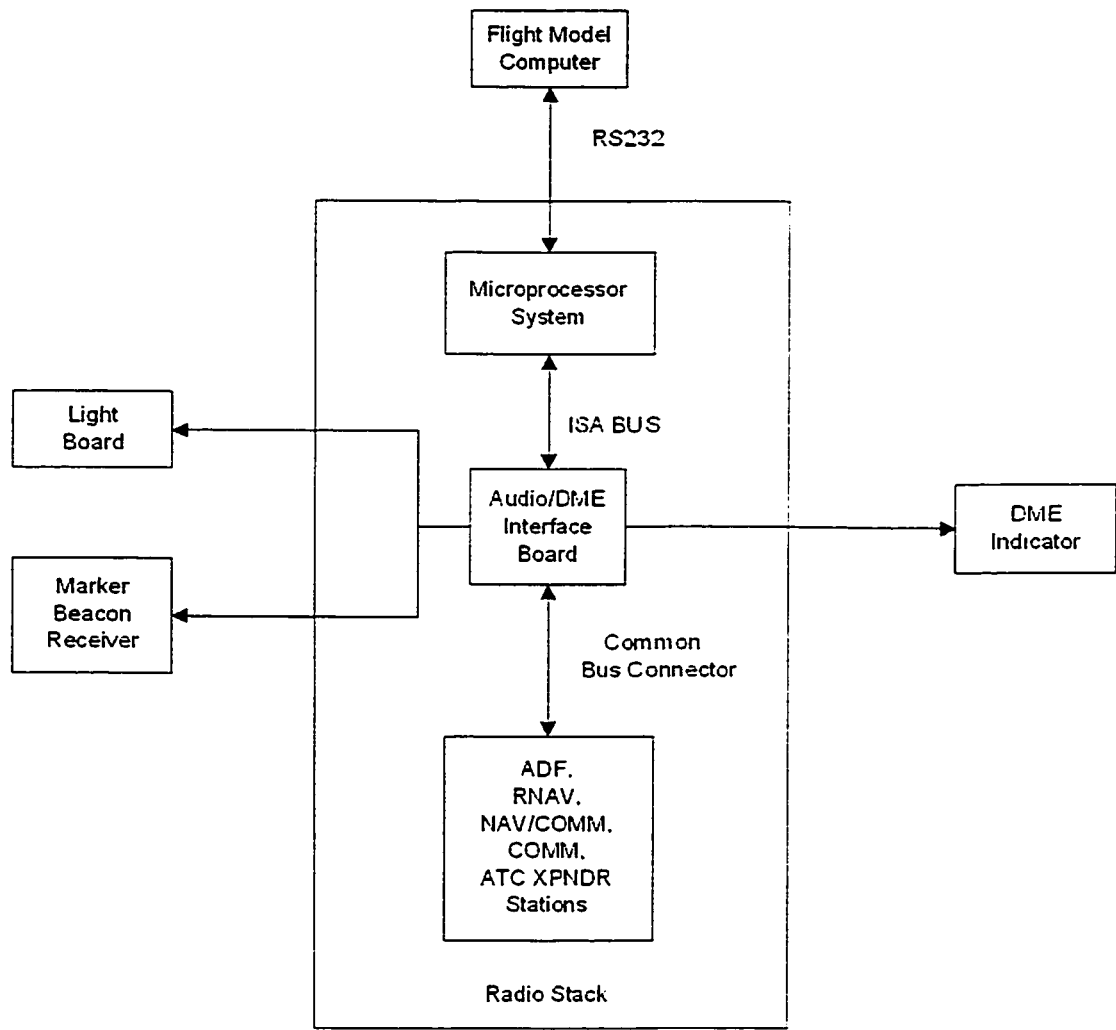 Flight Model
Computer
RS232
Microprocessor
System
Light
Board
ISA BUS
Audio/DME
Interface
Board
DME
Indicator
Marker
Beacon
Receiver
Common
Bus Connector
ADF,
RNAV,
NAV/COMM,
COMM,
ATC XPNDR
Stations
Radio Stack